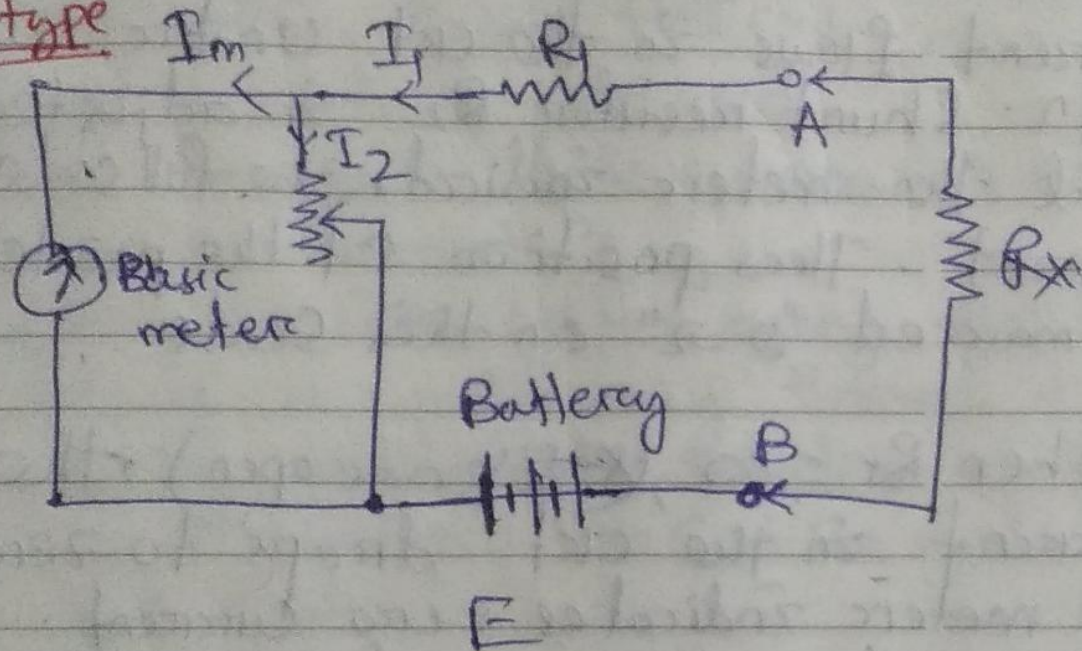 type
Im I1 R1
A
I2
Rx
Basic
meter
Battery
B
E